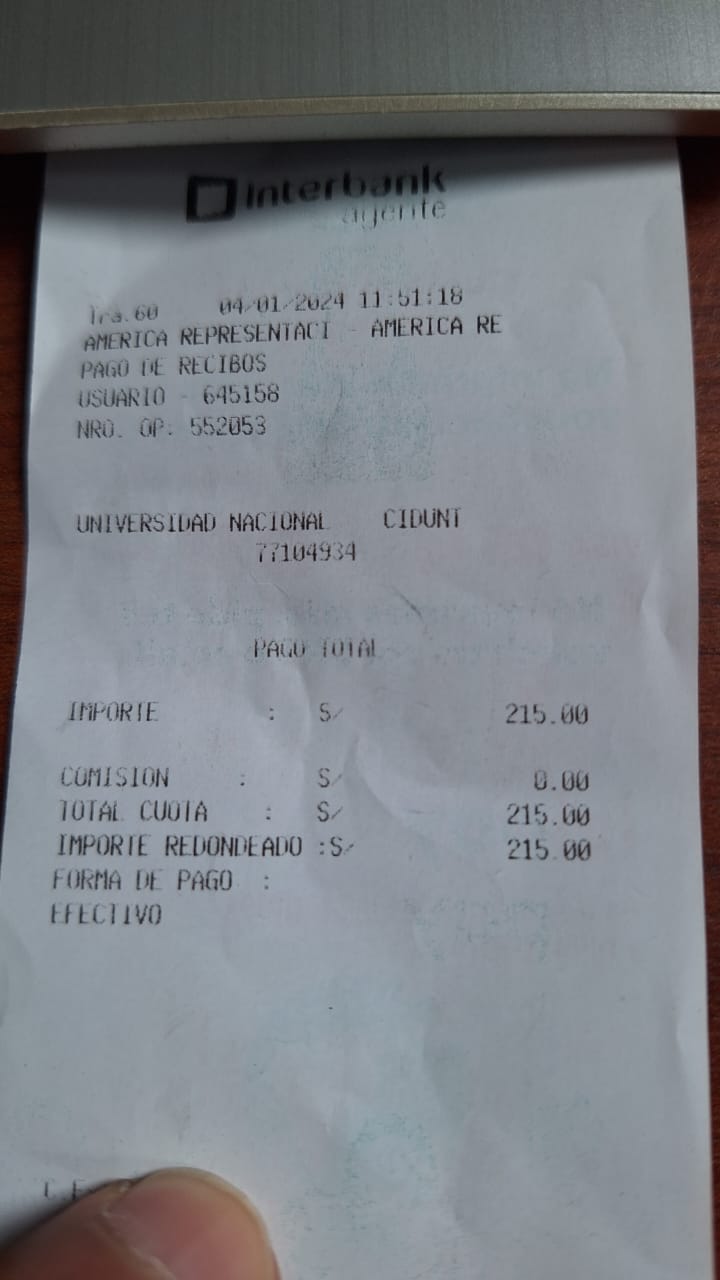 Interbank
agente
Tra.60 04/01/2024 11:51:18
AMERICA REPRESENTACI - AMERICA RE
PAGO DE RECIBOS
USUARIO - 645158
NRO. OP: 552053
UNIVERSIDAD NACIONAL CIDUNT
77104934
PAGO TOTAL
IMPORTE : S/ 215.00
COMISION : S/ 0.00
TOTAL CUOTA : S/ 215.00
IMPORTE REDONDEADO :S/ 215.00
FORMA DE PAGO :
EFECTIVO